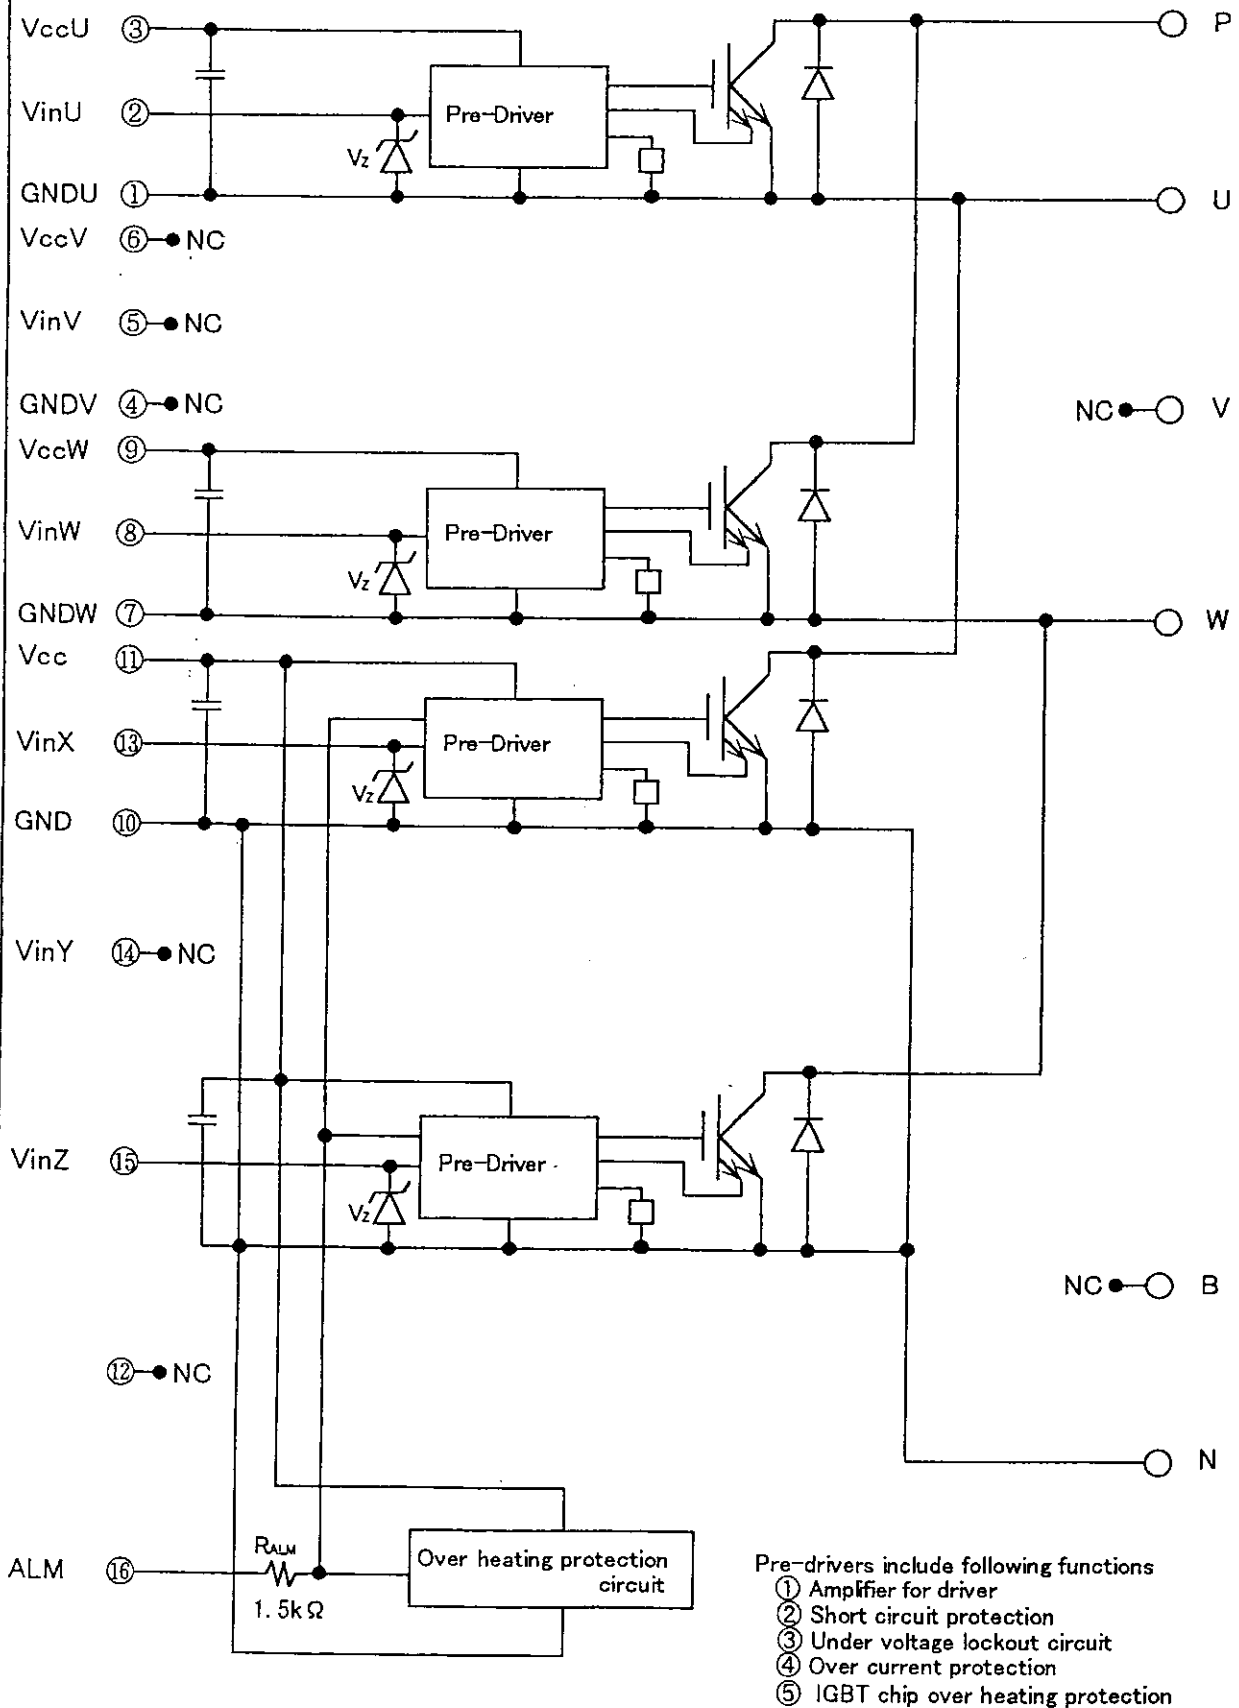 VccU ③ P
VinU ② Pre-Driver
Vz
GNDU ① U
VccV ⑥ NC
VinV ⑤ NC
GNDV ④ NC NC V
VccW ⑨
VinW ⑧ Pre-Driver
Vz
GNDW ⑦ W
Vcc ⑪
VinX ⑬ Pre-Driver
Vz
GND ⑩
VinY ⑭ NC
VinZ ⑮ Pre-Driver
Vz
NC B
⑫ NC
N
RALM
ALM ⑯ Over heating protection
circuit
1.5kΩ
Pre-drivers include following functions
① Amplifier for driver
② Short circuit protection
③ Under voltage lockout circuit
④ Over current protection
⑤ IGBT chip over heating protection